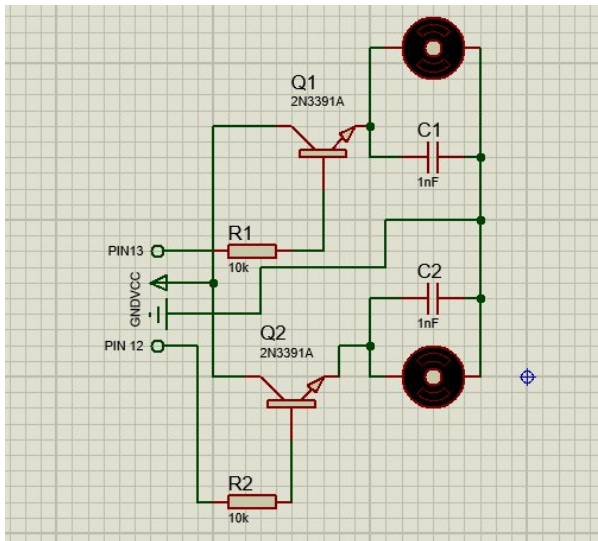 Q1
2N3391A
C1
1nF
R1
PIN13
10k
GNDVCC
C2
1nF
Q2
2N3391A
PIN 12
R2
10k